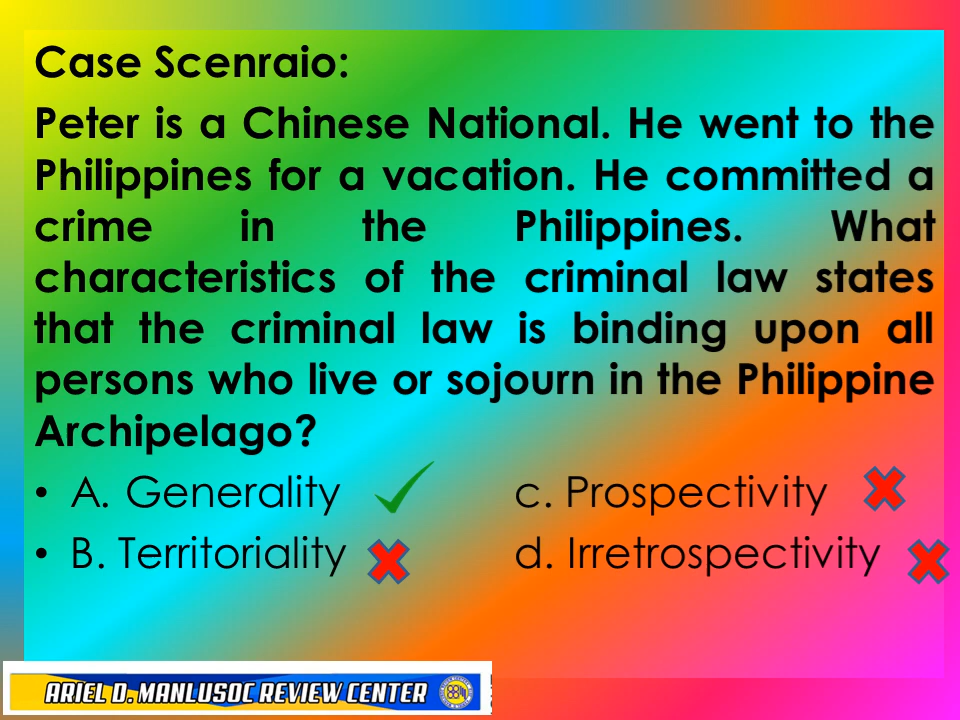 Case Scenraio:
Peter is a Chinese National. He went to the
Philippines for a vacation. He committed a
crime in the Philippines. What
characteristics of the criminal law states
that the criminal law is binding upon all
persons who live or sojourn in the Philippine
Archipelago?
• A. Generality c. Prospectivity
• B. Territoriality d. Irretrospectivity
ARIEL D. MANLUSOC REVIEW CENTER